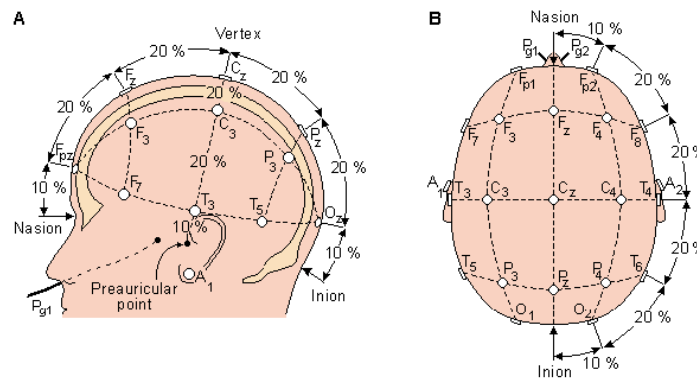 A
Vertex
20 %
20 %
Fz
Cz
20 %
20 %
20 %
F3
C3
Pz
Fpz
20 %
P3
20 %
10 %
F7
T3
T5
Oz
Nasion
10 %
10 %
Preauricular
point
A1
Inion
Pg1
B
Nasion
10 %
Pg1
Pg2
Fp1
Fp2
20 %
F7
F3
Fz
F4
F8
20 %
A1
T3
C3
Cz
C4
T4
A2
20 %
T5
P3
Pz
P4
T6
O1
O2
20 %
10 %
Inion